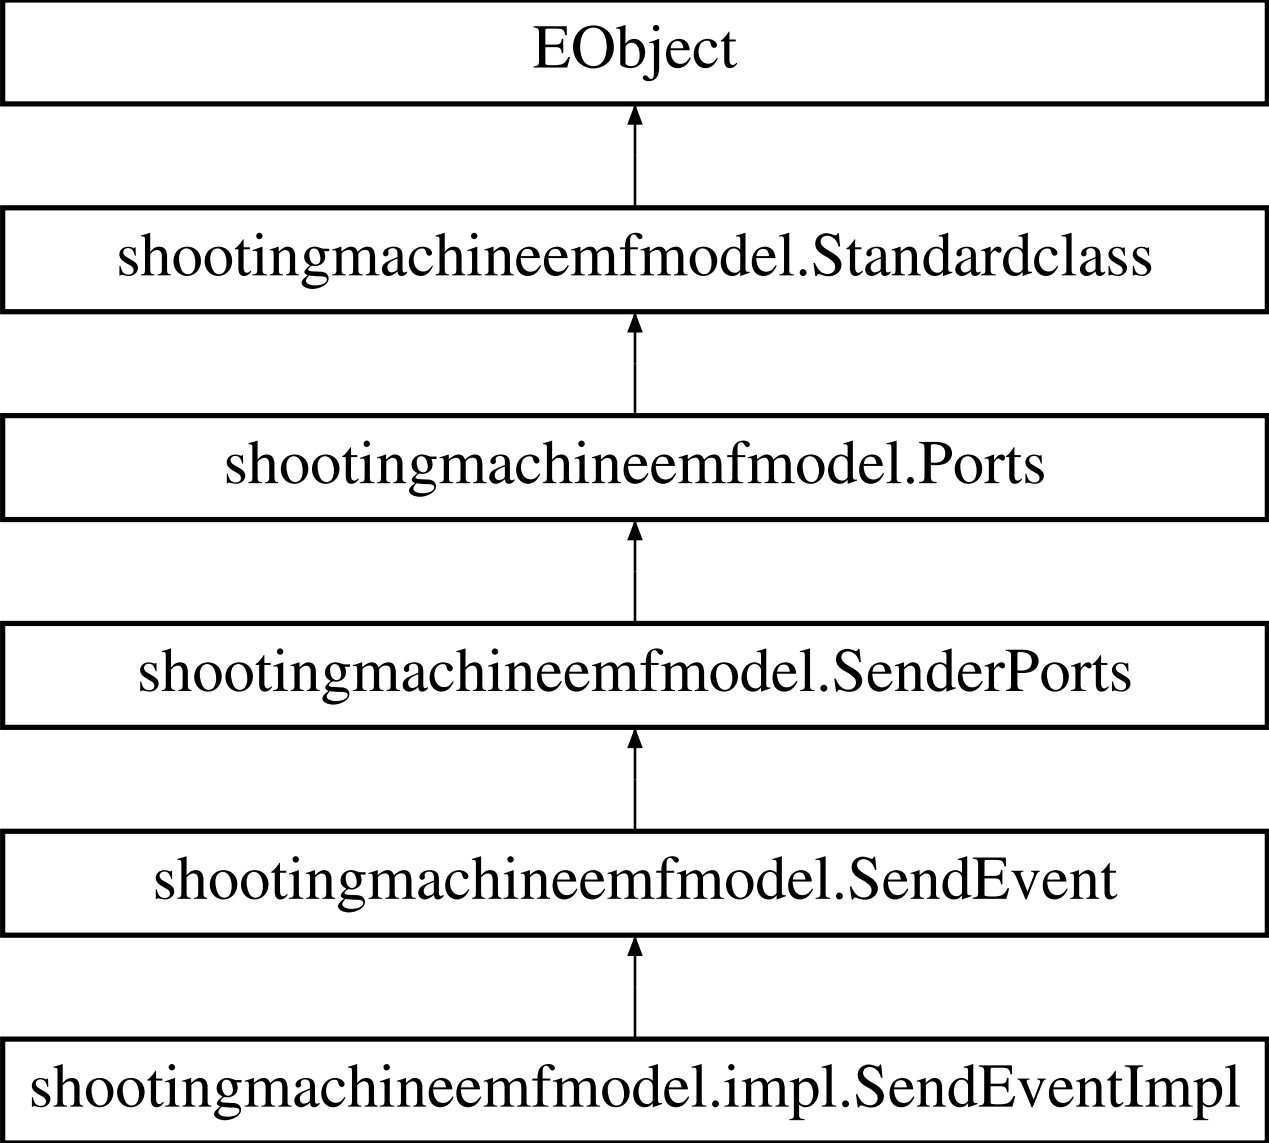 EObject
shootingmachineemfmodel.Standardclass
shootingmachineemfmodel.Ports
shootingmachineemfmodel.SenderPorts
shootingmachineemfmodel.SendEvent
shootingmachineemfmodel.impl.SendEventImpl